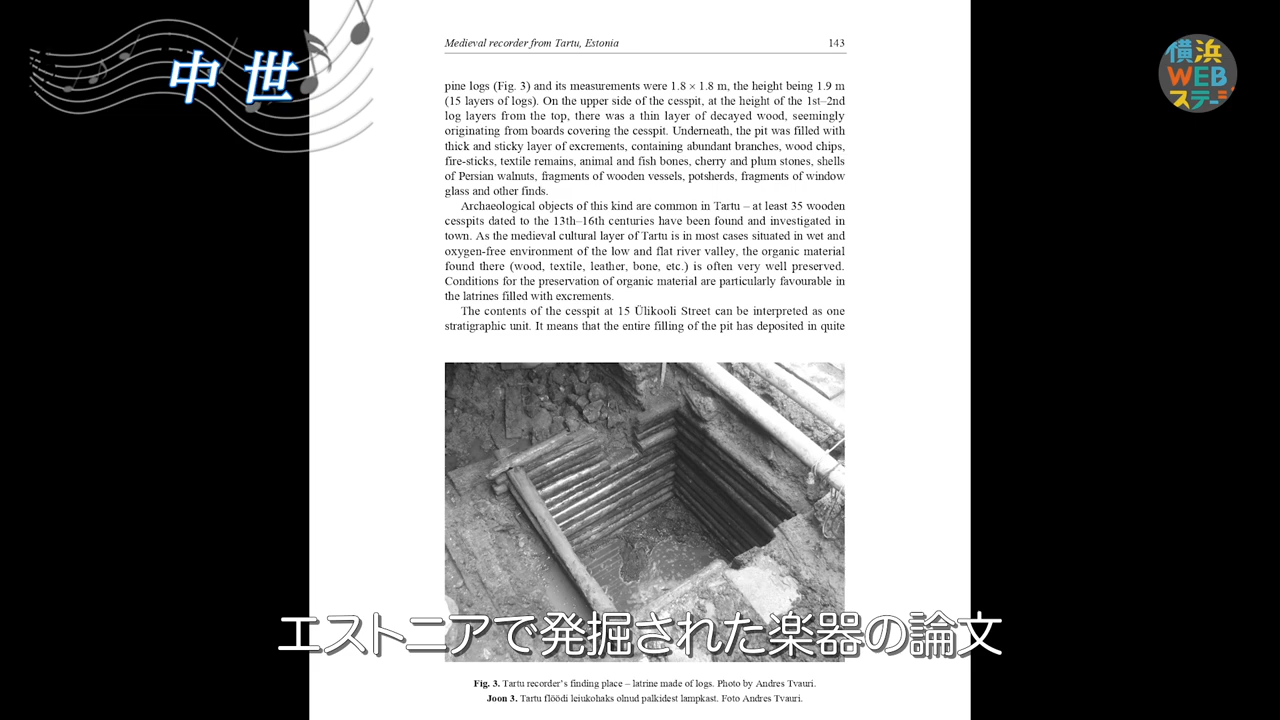 中世
横浜
WEB
ステージ
Medieval recorder from Tartu, Estonia 143
pine logs (Fig. 3) and its measurements were 1.8 × 1.8 m, the height being 1.9 m
(15 layers of logs). On the upper side of the cesspit, at the height of the 1st–2nd
log layers from the top, there was a thin layer of decayed wood, seemingly
originating from boards covering the cesspit. Underneath, the pit was filled with
thick and sticky layer of excrements, containing abundant branches, wood chips,
fire-sticks, textile remains, animal and fish bones, cherry and plum stones, shells
of Persian walnuts, fragments of wooden vessels, potsherds, fragments of window
glass and other finds.
Archaeological objects of this kind are common in Tartu – at least 35 wooden
cesspits dated to the 13th–16th centuries have been found and investigated in
town. As the medieval cultural layer of Tartu is in most cases situated in wet and
oxygen-free environment of the low and flat river valley, the organic material
found there (wood, textile, leather, bone, etc.) is often very well preserved.
Conditions for the preservation of organic material are particularly favourable in
the latrines filled with excrements.
The contents of the cesspit at 15 Ülikooli Street can be interpreted as one
stratigraphic unit. It means that the entire filling of the pit has deposited in quite
エストニアで発掘された楽器の論文
Fig. 3. Tartu recorder's finding place – latrine made of logs. Photo by Andres Tvauri.
Joon 3. Tartu flöödi leiukohaks olnud palkidest lampkast. Foto Andres Tvauri.